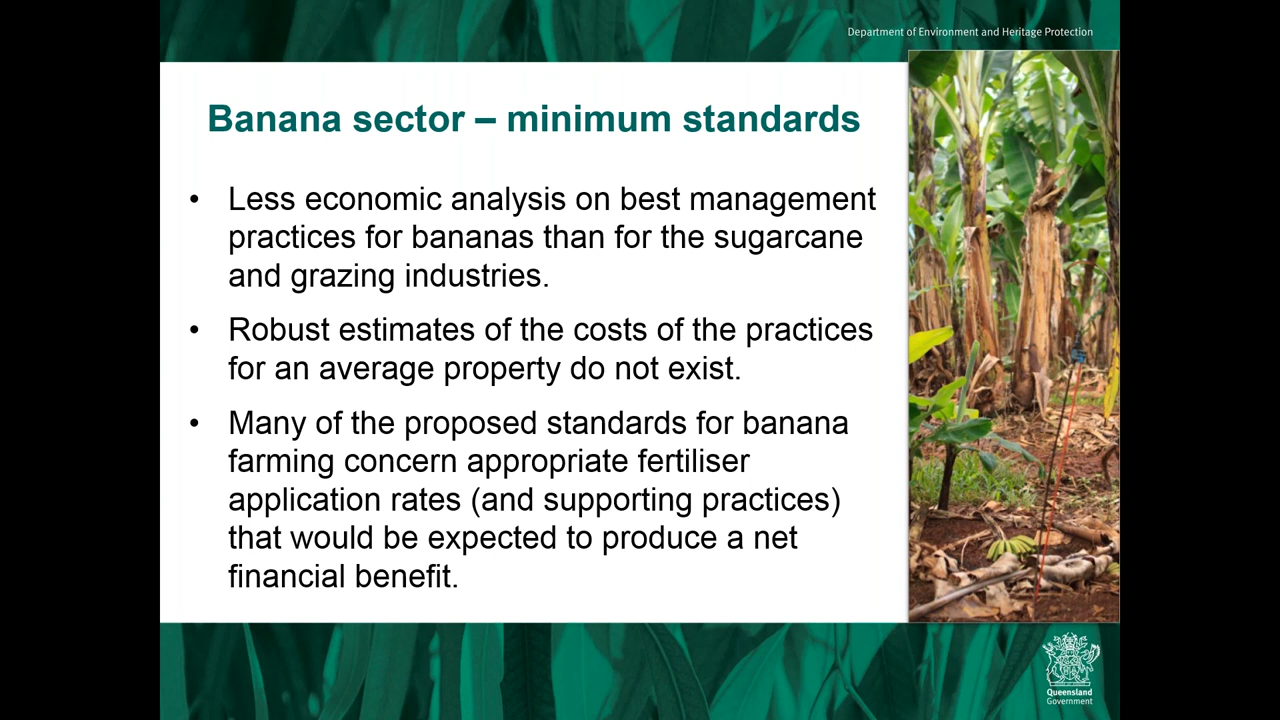 Department of Environment and Heritage Protection
Banana sector – minimum standards
• Less economic analysis on best management
practices for bananas than for the sugarcane
and grazing industries.
• Robust estimates of the costs of the practices
for an average property do not exist.
• Many of the proposed standards for banana
farming concern appropriate fertiliser
application rates (and supporting practices)
that would be expected to produce a net
financial benefit.
Queensland
Government